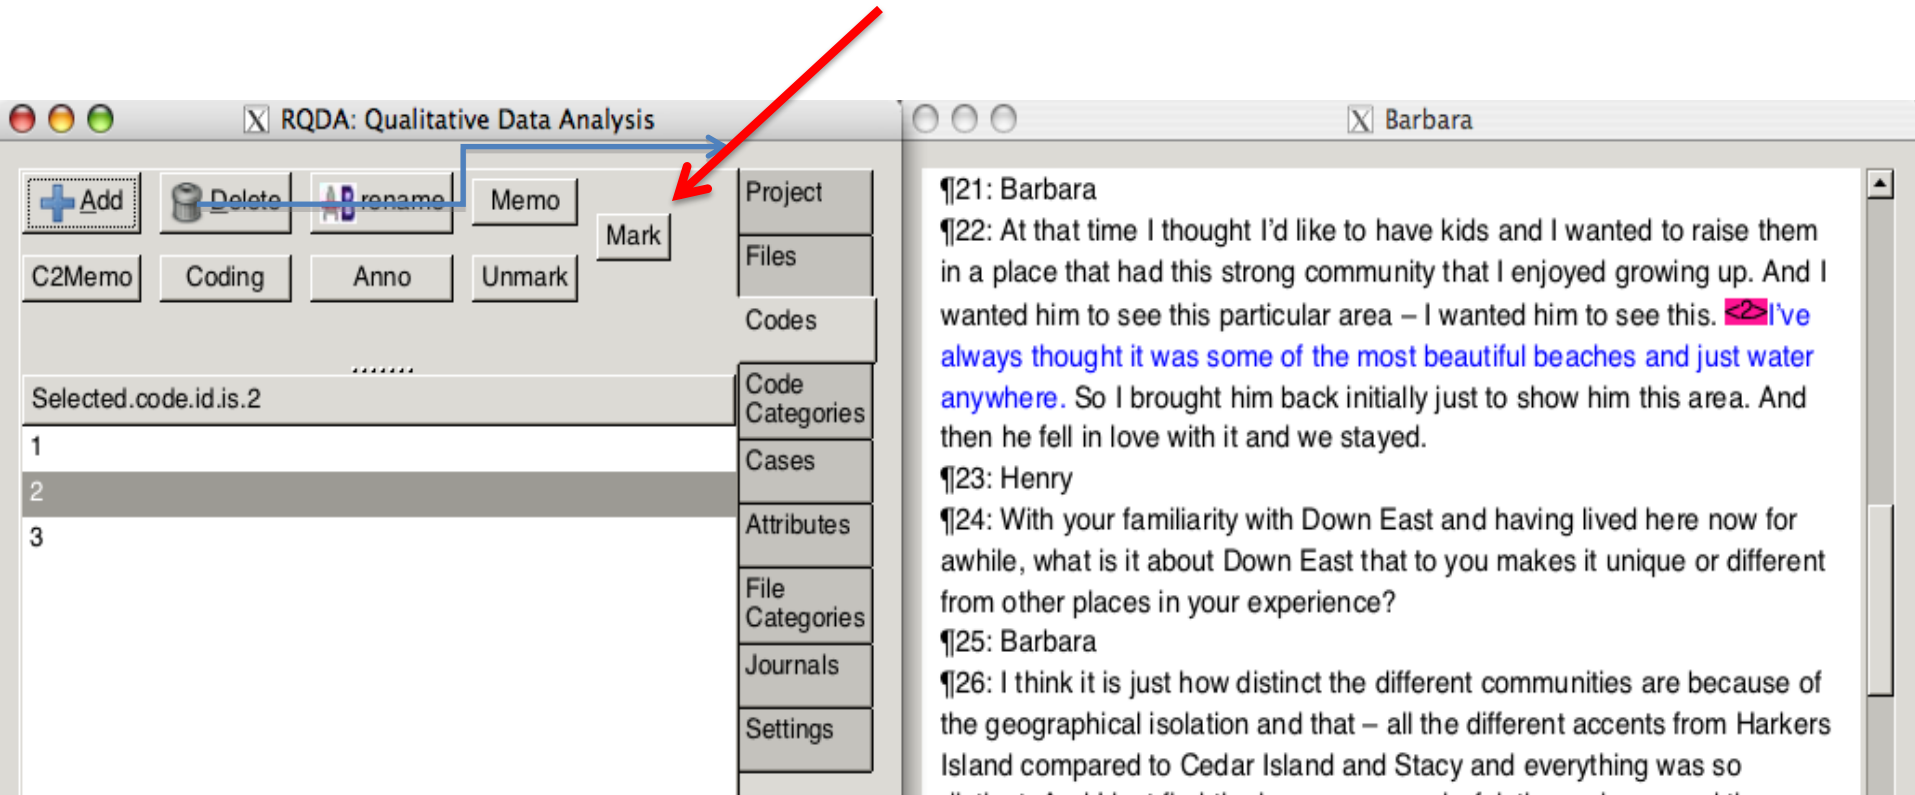 RQDA: Qualitative Data Analysis
Add
Delete
AB rename
Memo
Mark
C2Memo
Coding
Anno
Unmark
Selected.code.id.is.2
1
2
3
Project
Files
Codes
Code
Categories
Cases
Attributes
File
Categories
Journals
Settings
Barbara
¶21: Barbara
¶22: At that time I thought I’d like to have kids and I wanted to raise them
in a place that had this strong community that I enjoyed growing up. And I
wanted him to see this particular area – I wanted him to see this. <2>I’ve
always thought it was some of the most beautiful beaches and just water
anywhere. So I brought him back initially just to show him this area. And
then he fell in love with it and we stayed.
¶23: Henry
¶24: With your familiarity with Down East and having lived here now for
awhile, what is it about Down East that to you makes it unique or different
from other places in your experience?
¶25: Barbara
¶26: I think it is just how distinct the different communities are because of
the geographical isolation and that – all the different accents from Harkers
Island compared to Cedar Island and Stacy and everything was so